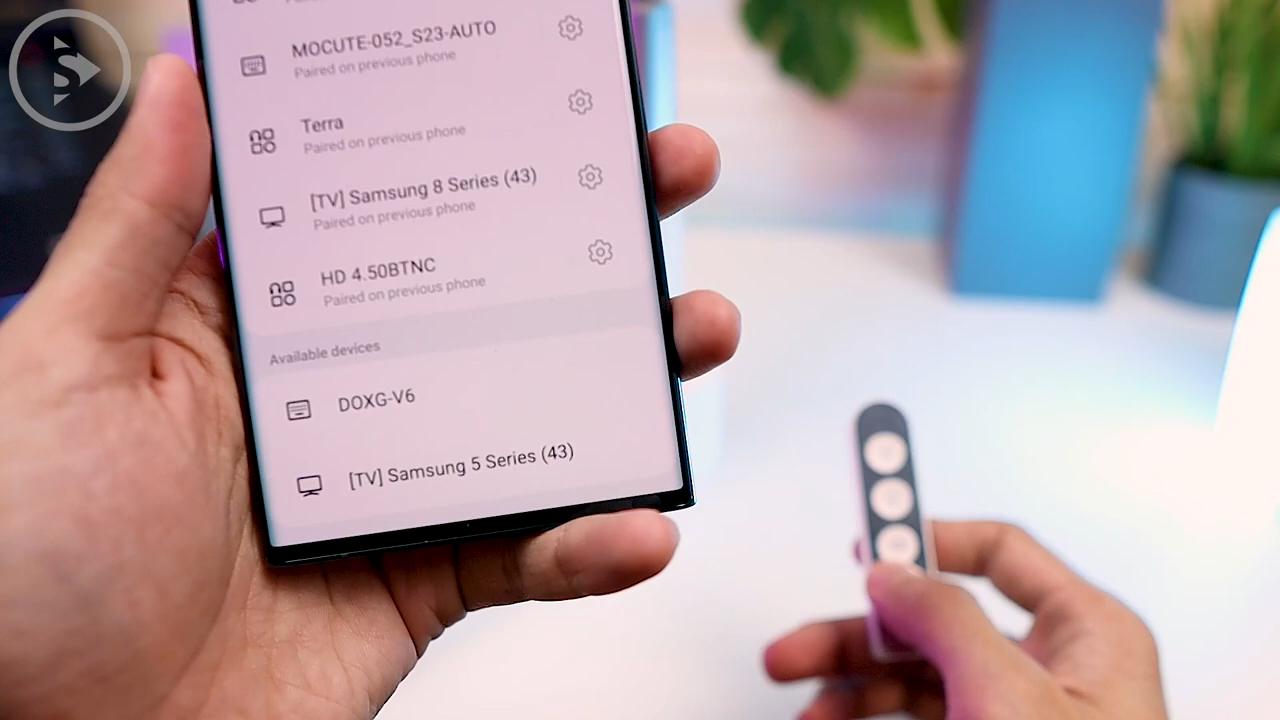 MOCUTE-052_S23-AUTO
Paired on previous phone
Terra
Paired on previous phone
[TV] Samsung 8 Series (43)
Paired on previous phone
HD 4.50BTNC
Paired on previous phone
Available devices
DOXG-V6
[TV] Samsung 5 Series (43)